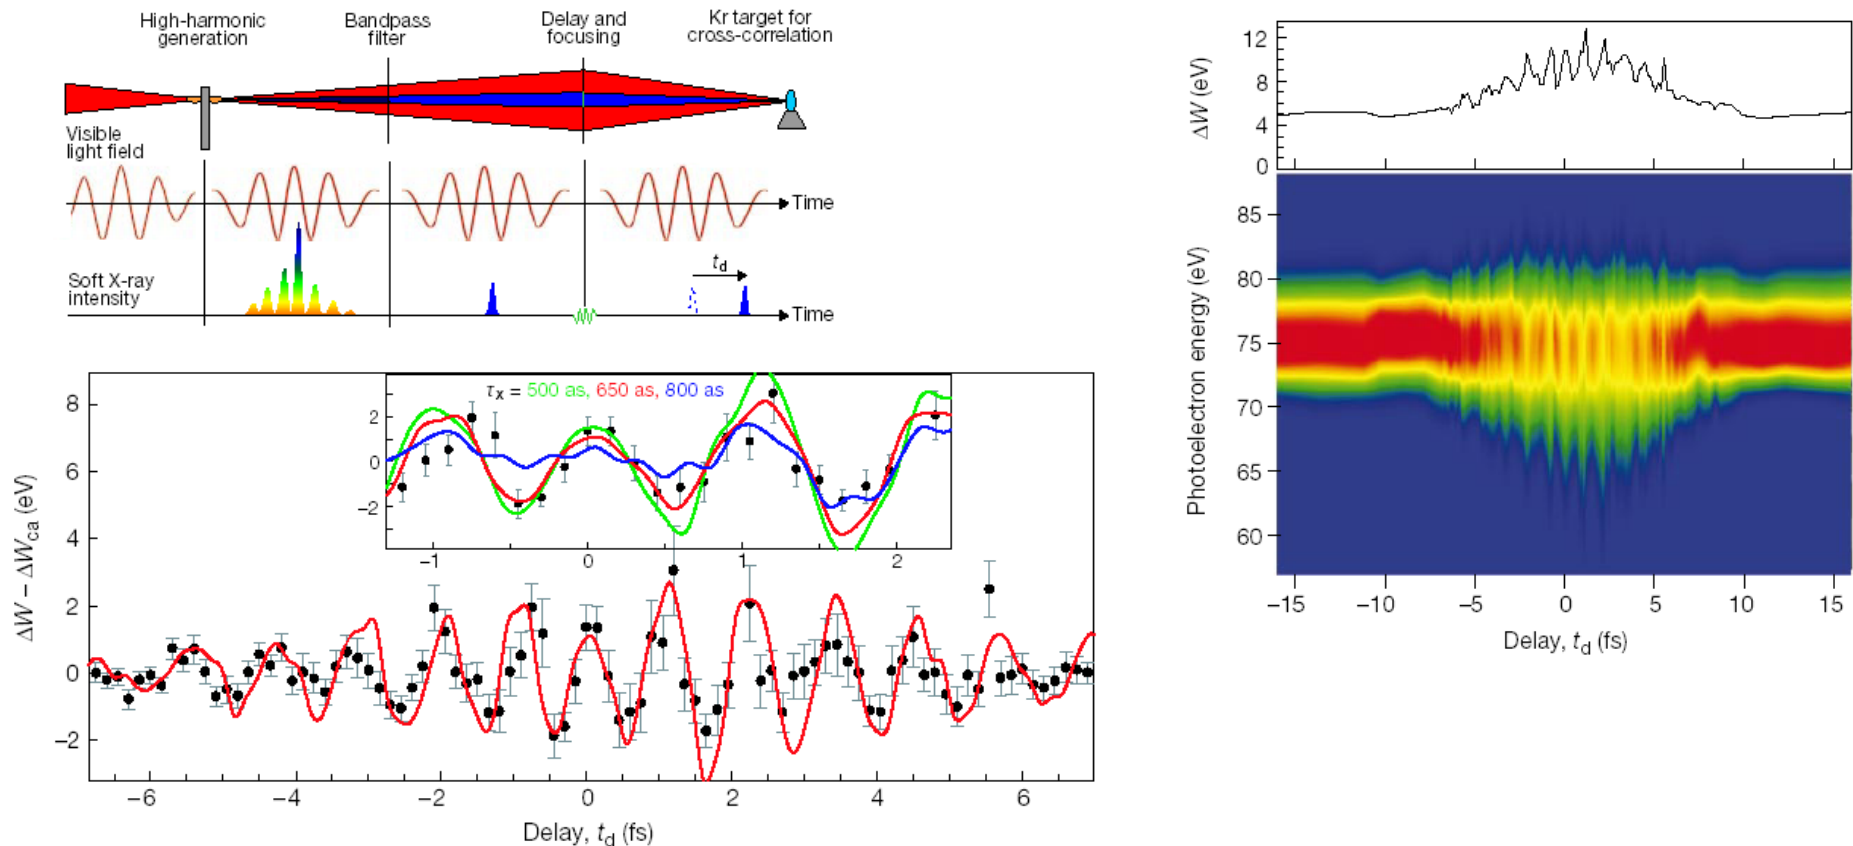 High-harmonic
generation
Bandpass
filter
Delay and
focusing
Kr target for
cross-correlation
Visible
light field
Time
Soft X-ray
intensity
t_d
Time
ΔW – ΔW_ca (eV)
8
6
4
2
0
−2
−6
−4
−2
0
2
4
6
Delay, t_d (fs)
τ_x = 500 as, 650 as, 800 as
2
0
−2
−1
0
1
2
ΔW (eV)
12
8
4
0
Photoelectron energy (eV)
85
80
75
70
65
60
−15
−10
−5
0
5
10
15
Delay, t_d (fs)